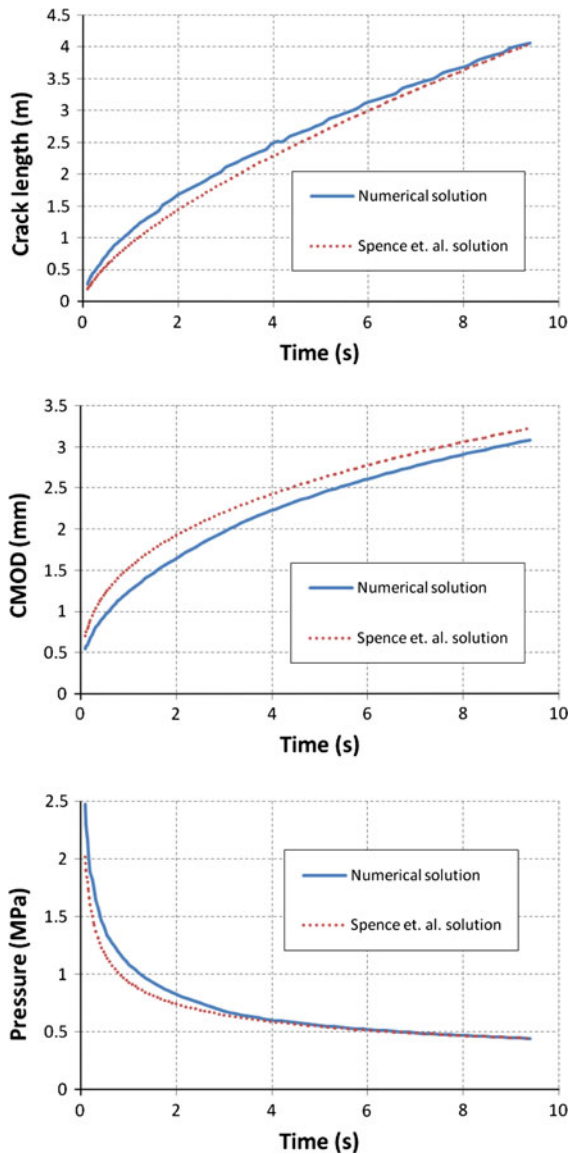 4.5
4
3.5
3
2.5
2
1.5
1
0.5
0
Crack length (m)
Numerical solution
Spence et. al. solution
0 2 4 6 8 10
Time (s)
3.5
3
2.5
2
1.5
1
0.5
0
CMOD (mm)
Numerical solution
Spence et. al. solution
0 2 4 6 8 10
Time (s)
2.5
2
1.5
1
0.5
0
Pressure (MPa)
Numerical solution
Spence et. al. solution
0 2 4 6 8 10
Time (s)